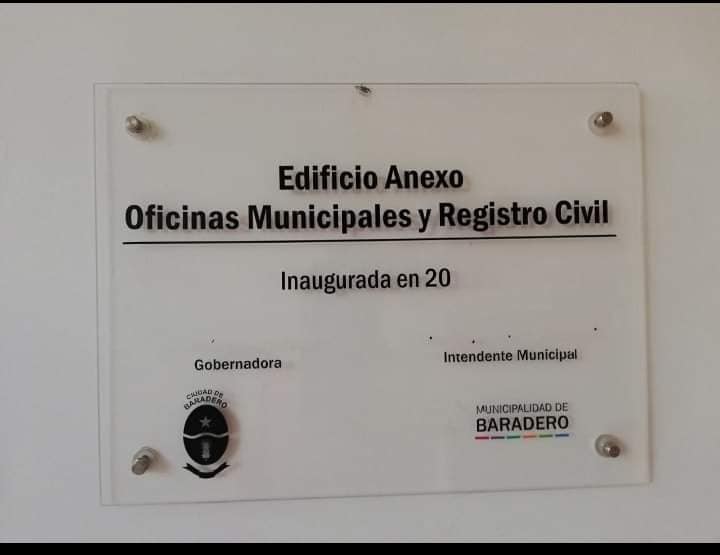 Edificio Anexo
Oficinas Municipales y Registro Civil
Inaugurada en 20
Gobernadora
Intendente Municipal
CIUDAD DE
BARADERO
MUNICIPALIDAD DE
BARADERO